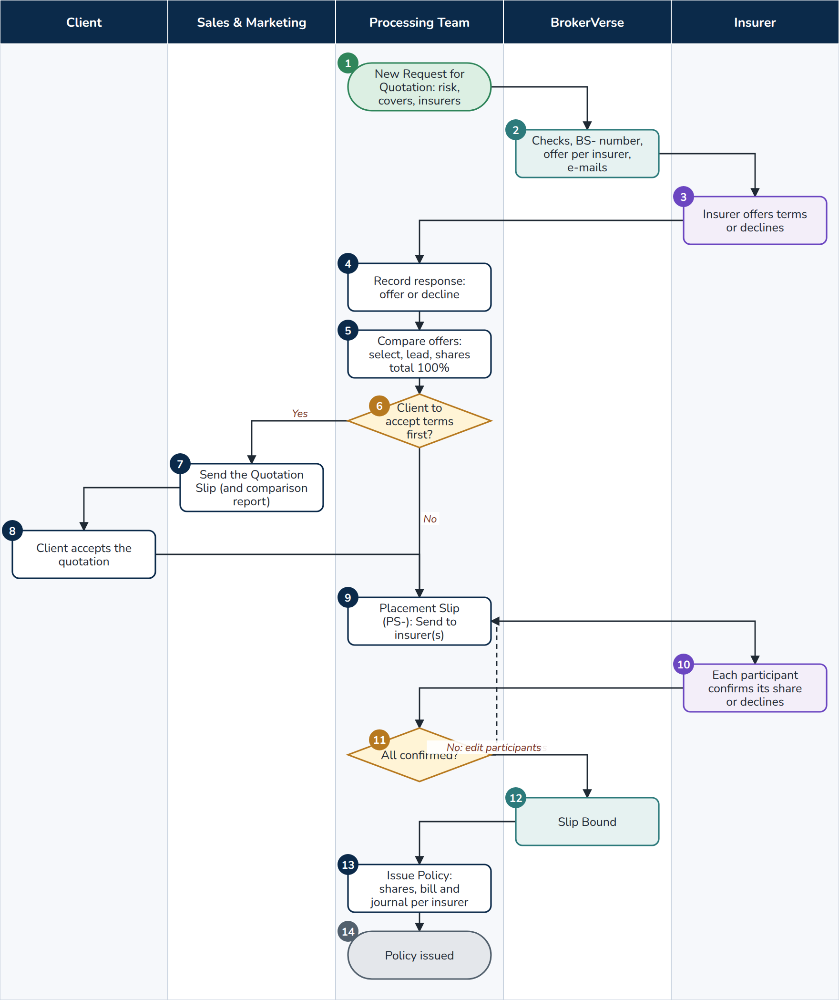 Client
Sales & Marketing
Processing Team
BrokerVerse
Insurer
1
New Request for
Quotation: risk,
covers, insurers
2
Checks, BS- number,
offer per insurer,
e-mails
3
Insurer offers terms
or declines
4
Record response:
offer or decline
5
Compare offers:
select, lead, shares
total 100%
6
Client to
accept terms
first?
Yes
7
Send the Quotation
Slip (and comparison
report)
No
8
Client accepts the
quotation
9
Placement Slip
(PS-): Send to
insurer(s)
10
Each participant
confirms its share
or declines
11
All confirmed?
No: edit participants
12
Slip Bound
13
Issue Policy:
shares, bill and
journal per insurer
14
Policy issued